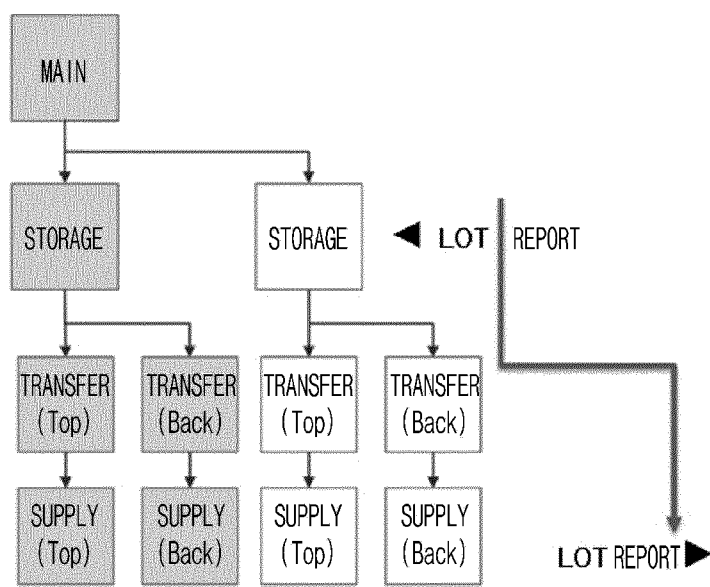 MAIN
STORAGE
STORAGE
◀ LOT REPORT
TRANSFER
(Top)
TRANSFER
(Back)
TRANSFER
(Top)
TRANSFER
(Back)
SUPPLY
(Top)
SUPPLY
(Back)
SUPPLY
(Top)
SUPPLY
(Back)
LOT REPORT ▶